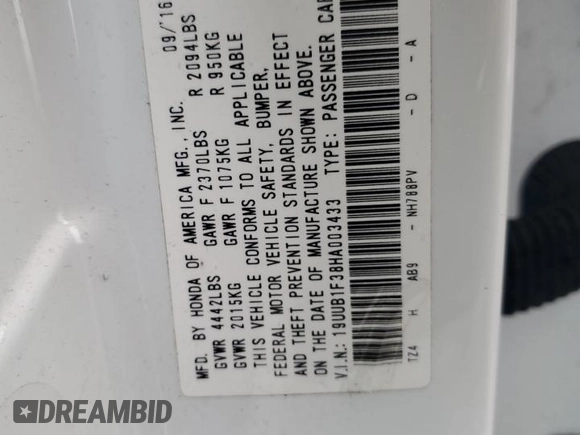 MFD. BY HONDA OF AMERICA MFG., INC. 09/16
GVWR 4442LBS GAWR F 2370LBS R 2094LBS
GVWR 2015KG GAWR F 1075KG R 950KG
THIS VEHICLE CONFORMS TO ALL APPLICABLE
FEDERAL MOTOR VEHICLE SAFETY, BUMPER,
AND THEFT PREVENTION STANDARDS IN EFFECT
ON THE DATE OF MANUFACTURE SHOWN ABOVE.
V.I.N.: 19UUB1F38HA003433 TYPE: PASSENGER CAR
TZ4 H AB9 - NH788PV - D - A
DREAMBID